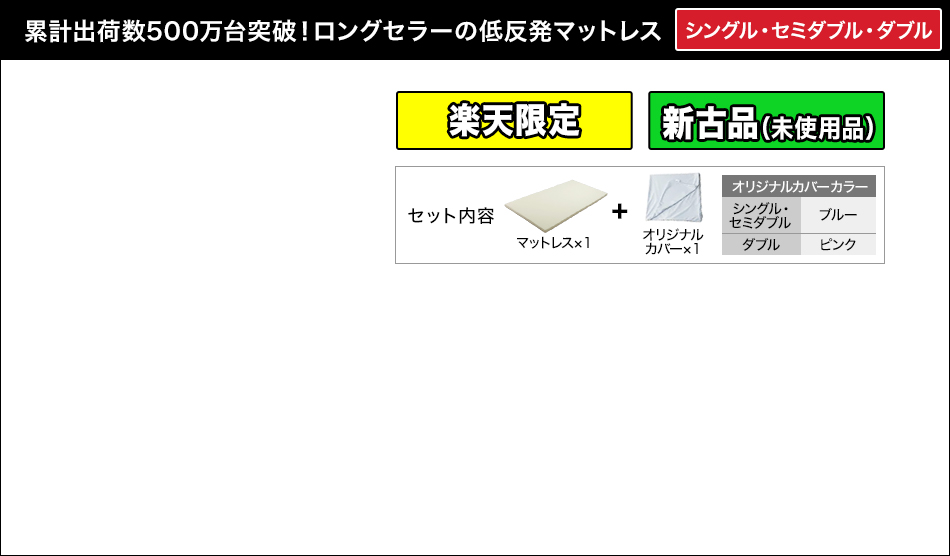 累計出荷数500万台突破！ロングセラーの低反発マットレス
シングル・セミダブル・ダブル
楽天限定
新古品（未使用品）
セット内容
マットレス×1
+
オリジナル
カバー×1
オリジナルカバーカラー
シングル・
セミダブル
ブルー
ダブル
ピンク